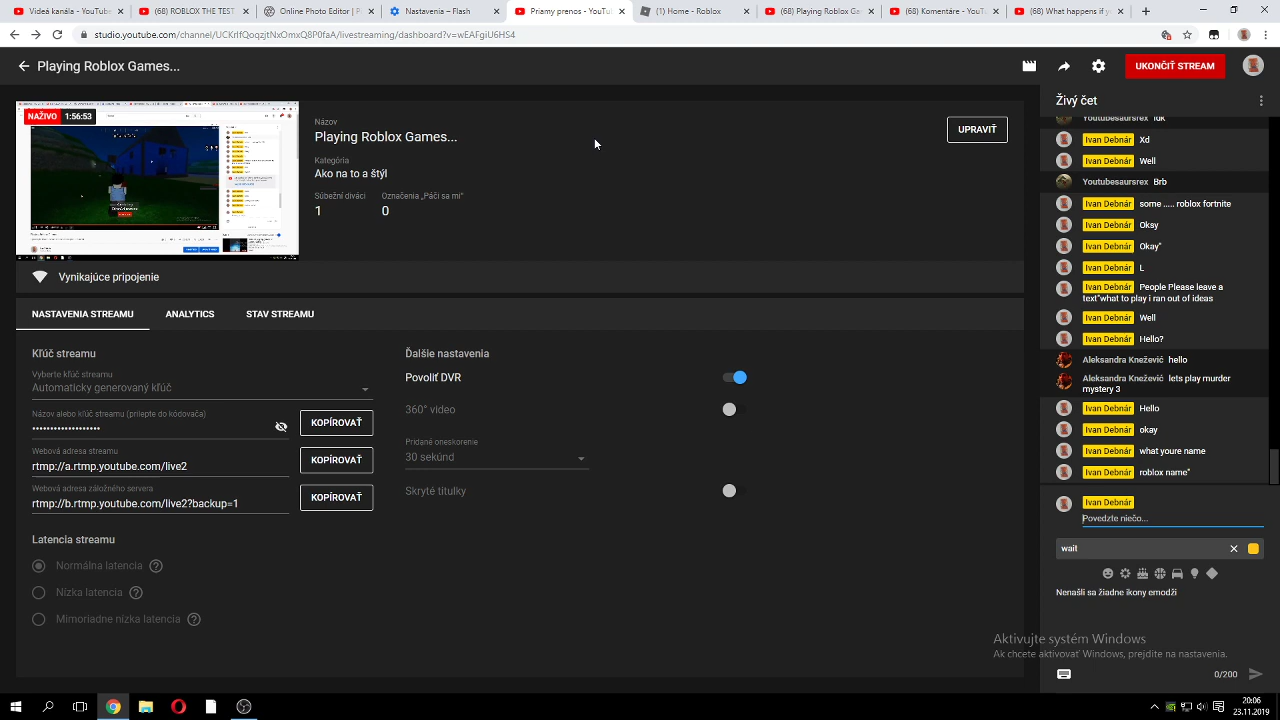 Videá kanála - YouTu
(68) ROBLOX THE TEST
Online Photo Editor | P
Nastavenia - Flash
Priamy prenos - YouTu
(1) Home - Roblox
(68) Playing Roblox Gam
(68) Komentáre - YouTu
(68) What happens if yo
studio.youtube.com/channel/UCKrIfQoqzjtNxOmxQ8P0faA/livestreaming/dashboard?v=wEAFgiU6HS4
Playing Roblox Games...
UKONČIŤ STREAM
NAŽIVO 1:56:53
Názov
Playing Roblox Games...
UPRAVIŤ
Kategória
Ako na to a štýl
1
0
Vynikajúce pripojenie
NASTAVENIA STREAMU
ANALYTICS
STAV STREAMU
Kľúč streamu
Vyberte kľúč streamu
Automaticky generovaný kľúč
Názov alebo kľúč streamu (prilepte do kódovača)
•••••••••••••••••••
KOPÍROVAŤ
Webová adresa streamu
rtmp://a.rtmp.youtube.com/live2
KOPÍROVAŤ
Webová adresa záložného servera
rtmp://b.rtmp.youtube.com/live2?backup=1
KOPÍROVAŤ
Latencia streamu
Normálna latencia
Nízka latencia
Mimoriadne nízka latencia
Ďalšie nastavenia
Povoliť DVR
360° video
Pridané oneskorenie
30 sekúnd
Skryté titulky
Živý čet
Youtubesaursrex Idk
Ivan Debnár Xd
Ivan Debnár Well
Youtubesaursrex Brb
Ivan Debnár some ..... roblox fortnite
Ivan Debnár Oksy
Ivan Debnár Okay"
Ivan Debnár L
Ivan Debnár People Please leave a
text"what to play i ran out of ideas
Ivan Debnár Well
Ivan Debnár Hello?
Aleksandra Knežević hello
Aleksandra Knežević lets play murder
mystery 3
Ivan Debnár Hello
Ivan Debnár okay
Ivan Debnár what youre name
Ivan Debnár roblox name"
Ivan Debnár
Povedzte niečo...
wait
Nenašli sa žiadne ikony emodži
Aktivujte systém Windows
Ak chcete aktivovať Windows, prejdite na nastavenia.
0/200
20:06
23.11.2019